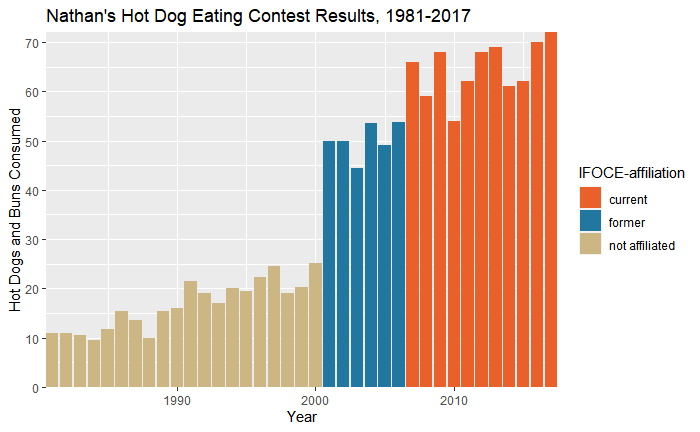 Nathan's Hot Dog Eating Contest Results, 1981-2017
Hot Dogs and Buns Consumed
70
60
50
40
30
20
10
0
1990
2000
2010
Year
IFOCE-affiliation
current
former
not affiliated